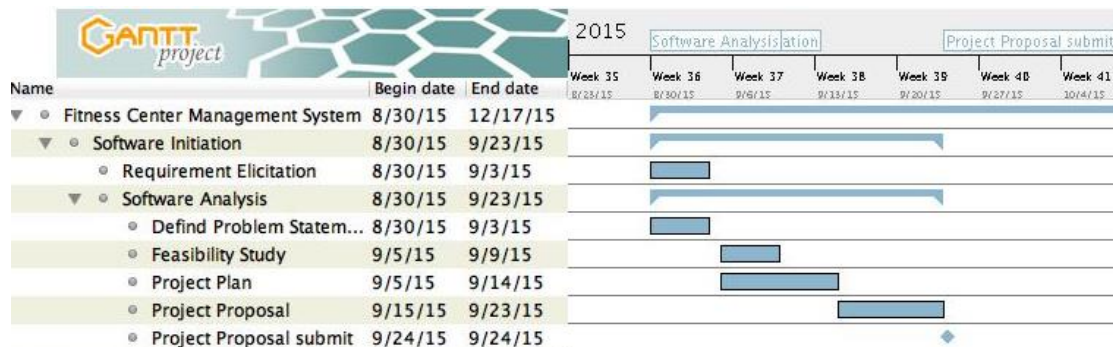 GANTT
project
2015
Software Analysis ation
Project Proposal submit
Name Begin date End date
Week 35 Week 36 Week 37 Week 38 Week 39 Week 40 Week 41
8/23/15 8/30/15 9/6/15 9/13/15 9/20/15 9/27/15 10/4/15
Fitness Center Management System 8/30/15 12/17/15
Software Initiation 8/30/15 9/23/15
Requirement Elicitation 8/30/15 9/3/15
Software Analysis 8/30/15 9/23/15
Defind Problem Statem... 8/30/15 9/3/15
Feasibility Study 9/5/15 9/9/15
Project Plan 9/5/15 9/14/15
Project Proposal 9/15/15 9/23/15
Project Proposal submit 9/24/15 9/24/15